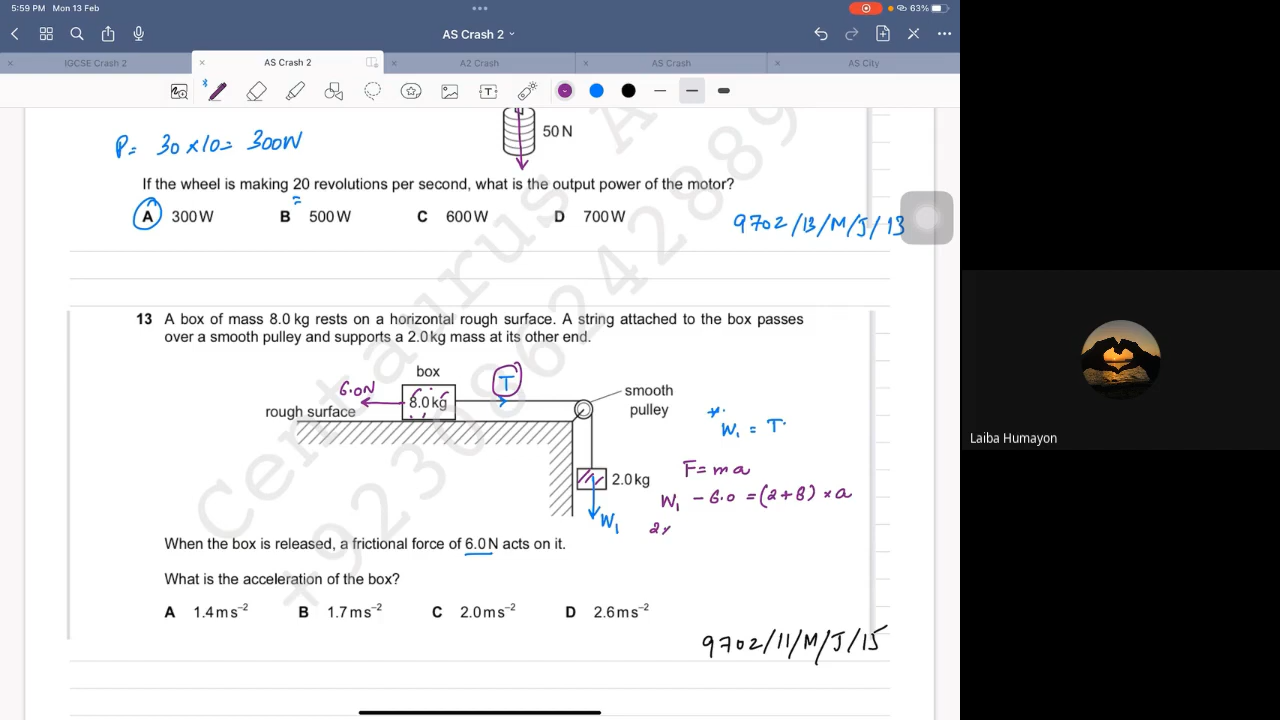 5:59 PM Mon 13 Feb
63%
AS Crash 2
IGCSE Crash 2
AS Crash 2
A2 Crash
AS Crash
AS City
P= 30 ×10= 300W
50 N
If the wheel is making 20 revolutions per second, what is the output power of the motor?
A 300 W B 500 W C 600 W D 700 W
9702/13/M/J/13
13 A box of mass 8.0 kg rests on a horizontal rough surface. A string attached to the box passes
over a smooth pulley and supports a 2.0 kg mass at its other end.
box
6.0N
8.0 kg
T
smooth
pulley
rough surface
W₁ = T
F= ma
2.0 kg
W₁ - 6.0 = (2+8) × a
W₁
2×
When the box is released, a frictional force of 6.0 N acts on it.
What is the acceleration of the box?
A 1.4 m s⁻² B 1.7 m s⁻² C 2.0 m s⁻² D 2.6 m s⁻²
9702/11/M/J/15
Centaurus A
+923086242889
Laiba Humayon